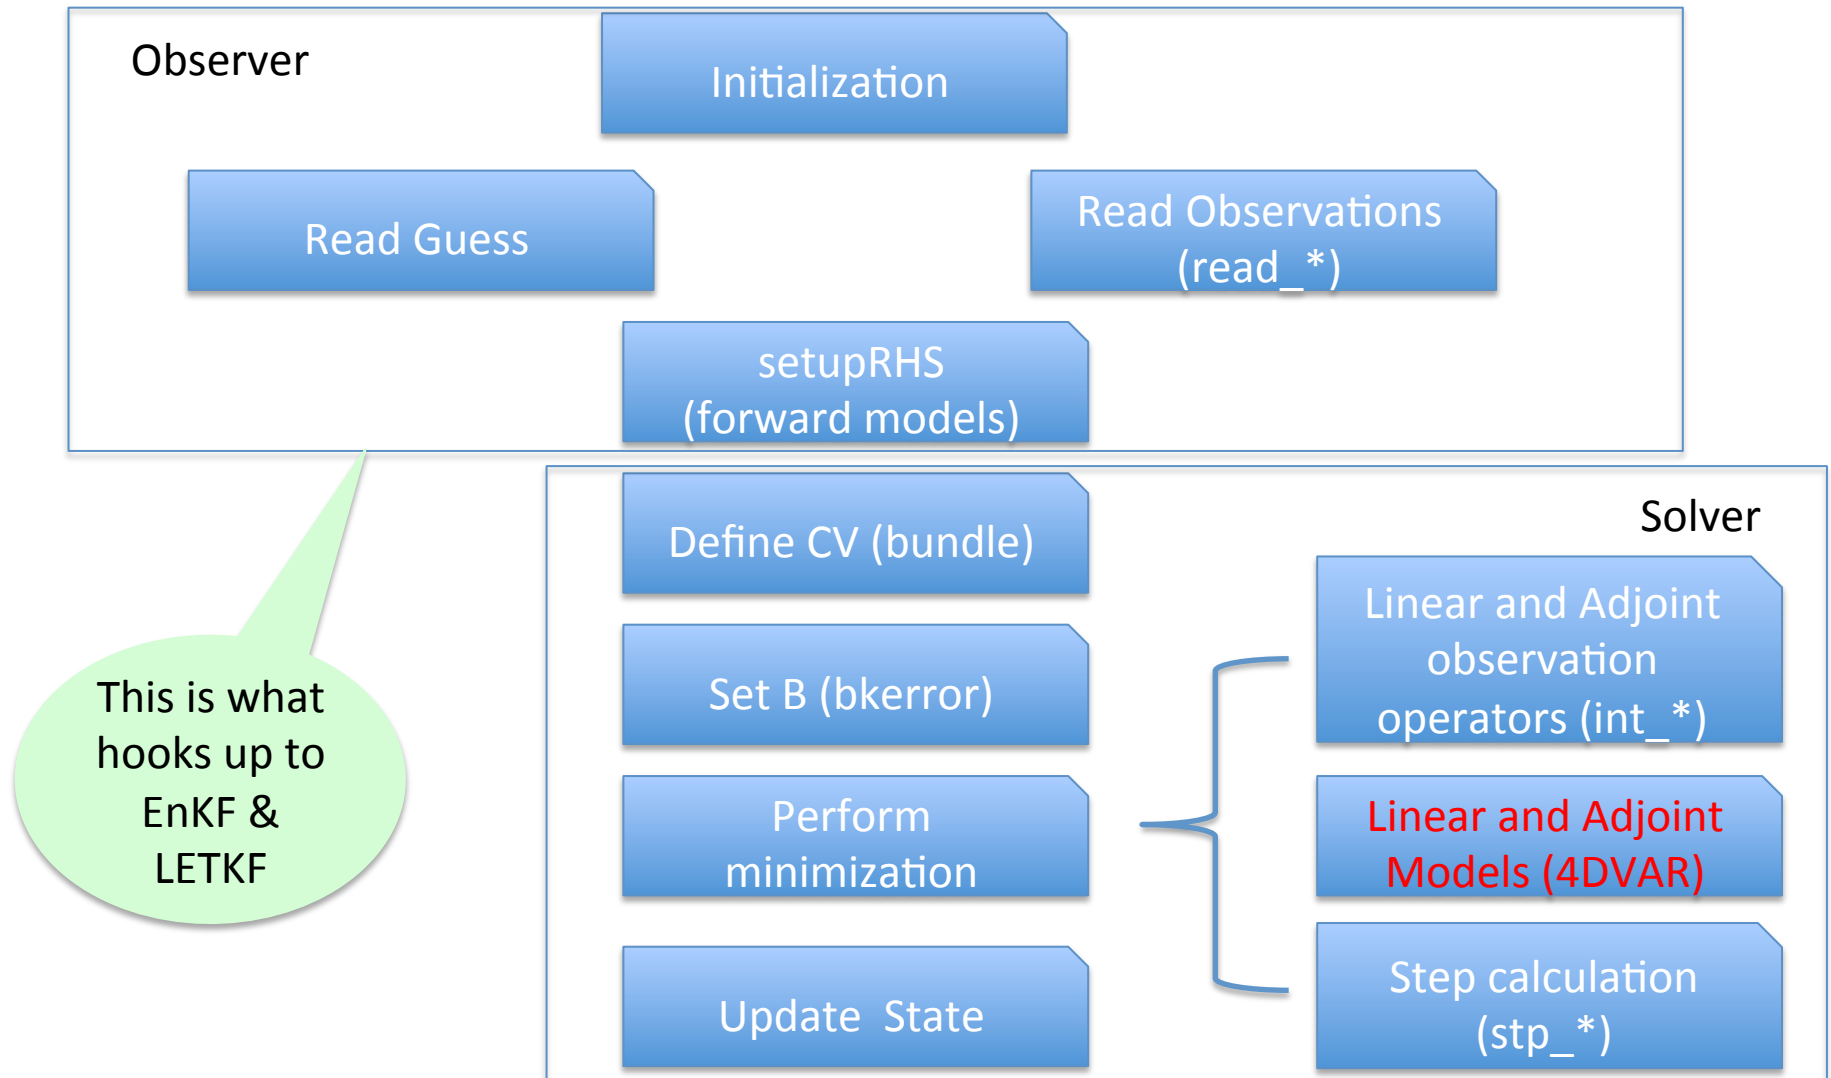 Observer
Initialization
Read Guess
Read Observations
(read_*)
setupRHS
(forward models)
Solver
Define CV (bundle)
Set B (bkerror)
Perform
minimization
Update  State
Linear and Adjoint
observation
operators (int_*)
Linear and Adjoint
Models (4DVAR)
Step calculation
(stp_*)
This is what
hooks up to
EnKF &
LETKF